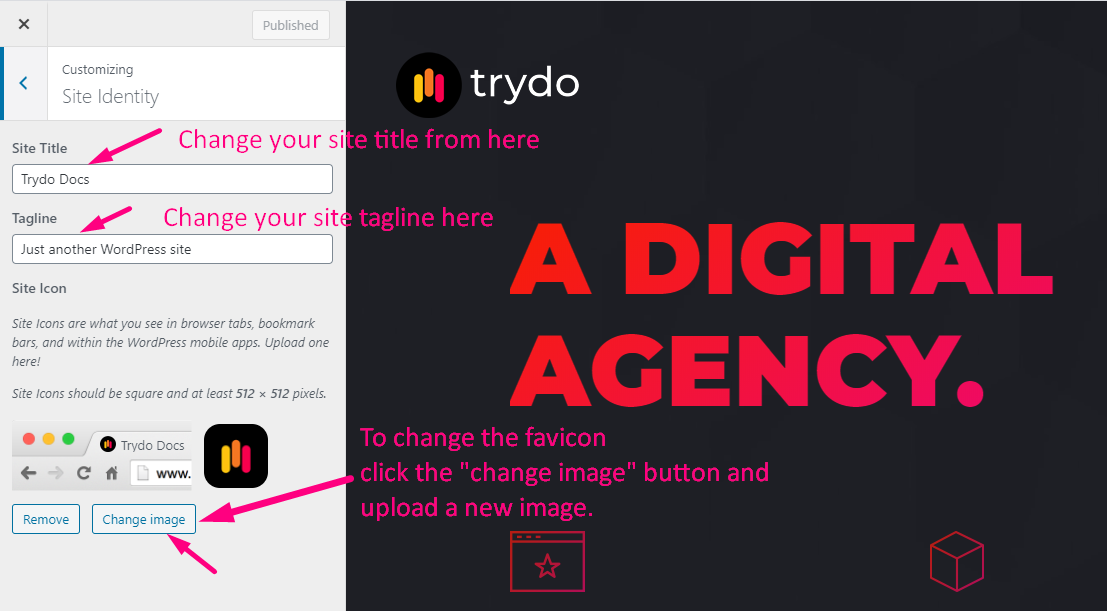 Published
Customizing
Site Identity
trydo
Change your site title from here
Site Title
Trydo Docs
Change your site tagline here
Tagline
Just another WordPress site
A DIGITAL
AGENCY.
Site Icon
Site Icons are what you see in browser tabs, bookmark
bars, and within the WordPress mobile apps. Upload one
here!
Site Icons should be square and at least 512 × 512 pixels.
Trydo Docs
www.
To change the favicon
click the "change image" button and
upload a new image.
Remove
Change image